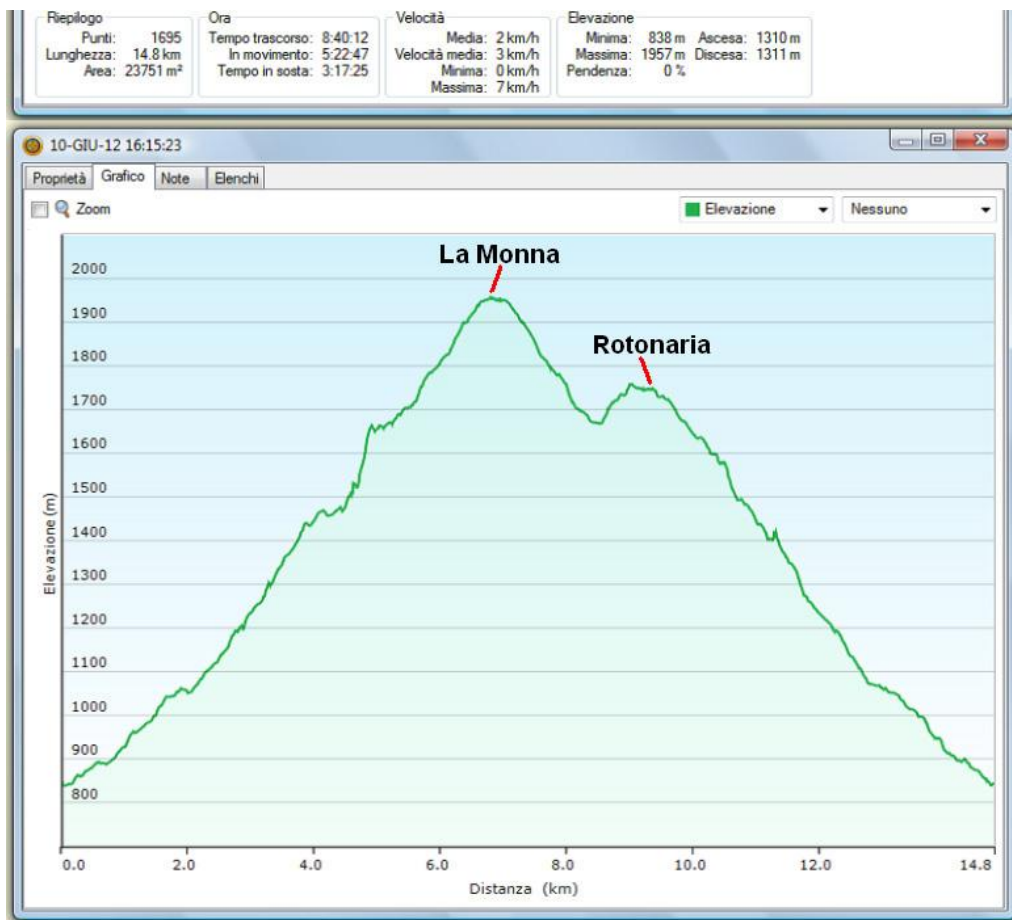 Riepilogo
Punti: 1695
Lunghezza: 14.8 km
Area: 23751 m²
Ora
Tempo trascorso: 8:40:12
In movimento: 5:22:47
Tempo in sosta: 3:17:25
Velocità
Media: 2 km/h
Velocità media: 3 km/h
Minima: 0 km/h
Massima: 7 km/h
Elevazione
Minima: 838 m Ascesa: 1310 m
Massima: 1957 m Discesa: 1311 m
Pendenza: 0 %
10-GIU-12 16:15:23
Proprietà Grafico Note Elenchi
Zoom Elevazione Nessuno
La Monna
Rotonaria
2000
1900
1800
1700
1600
1500
1400
1300
1200
1100
1000
900
800
Elevazione (m)
0.0 2.0 4.0 6.0 8.0 10.0 12.0 14.8
Distanza (km)